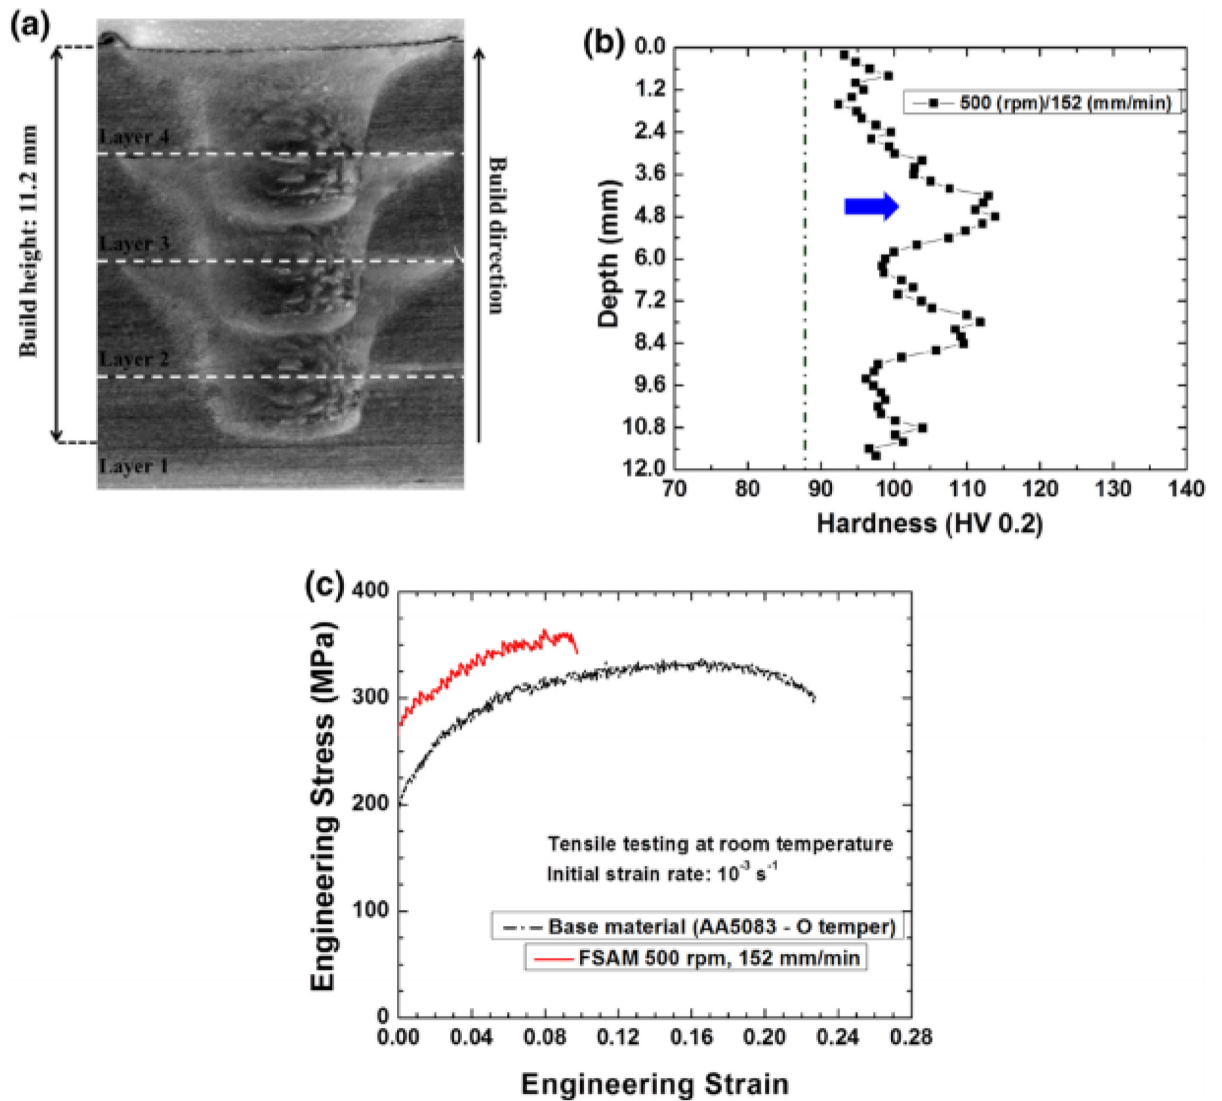 (a)
Layer 4
Layer 3
Layer 2
Layer 1
Build height: 11.2 mm
Build direction
(b)
0.0
1.2
2.4
3.6
4.8
6.0
7.2
8.4
9.6
10.8
12.0
Depth (mm)
500 (rpm)/152 (mm/min)
70 80 90 100 110 120 130 140
Hardness (HV 0.2)
(c)
400
300
200
100
0
Engineering Stress (MPa)
Tensile testing at room temperature
Initial strain rate: 10⁻³ s⁻¹
Base material (AA5083 - O temper)
FSAM 500 rpm, 152 mm/min
0.00 0.04 0.08 0.12 0.16 0.20 0.24 0.28
Engineering Strain